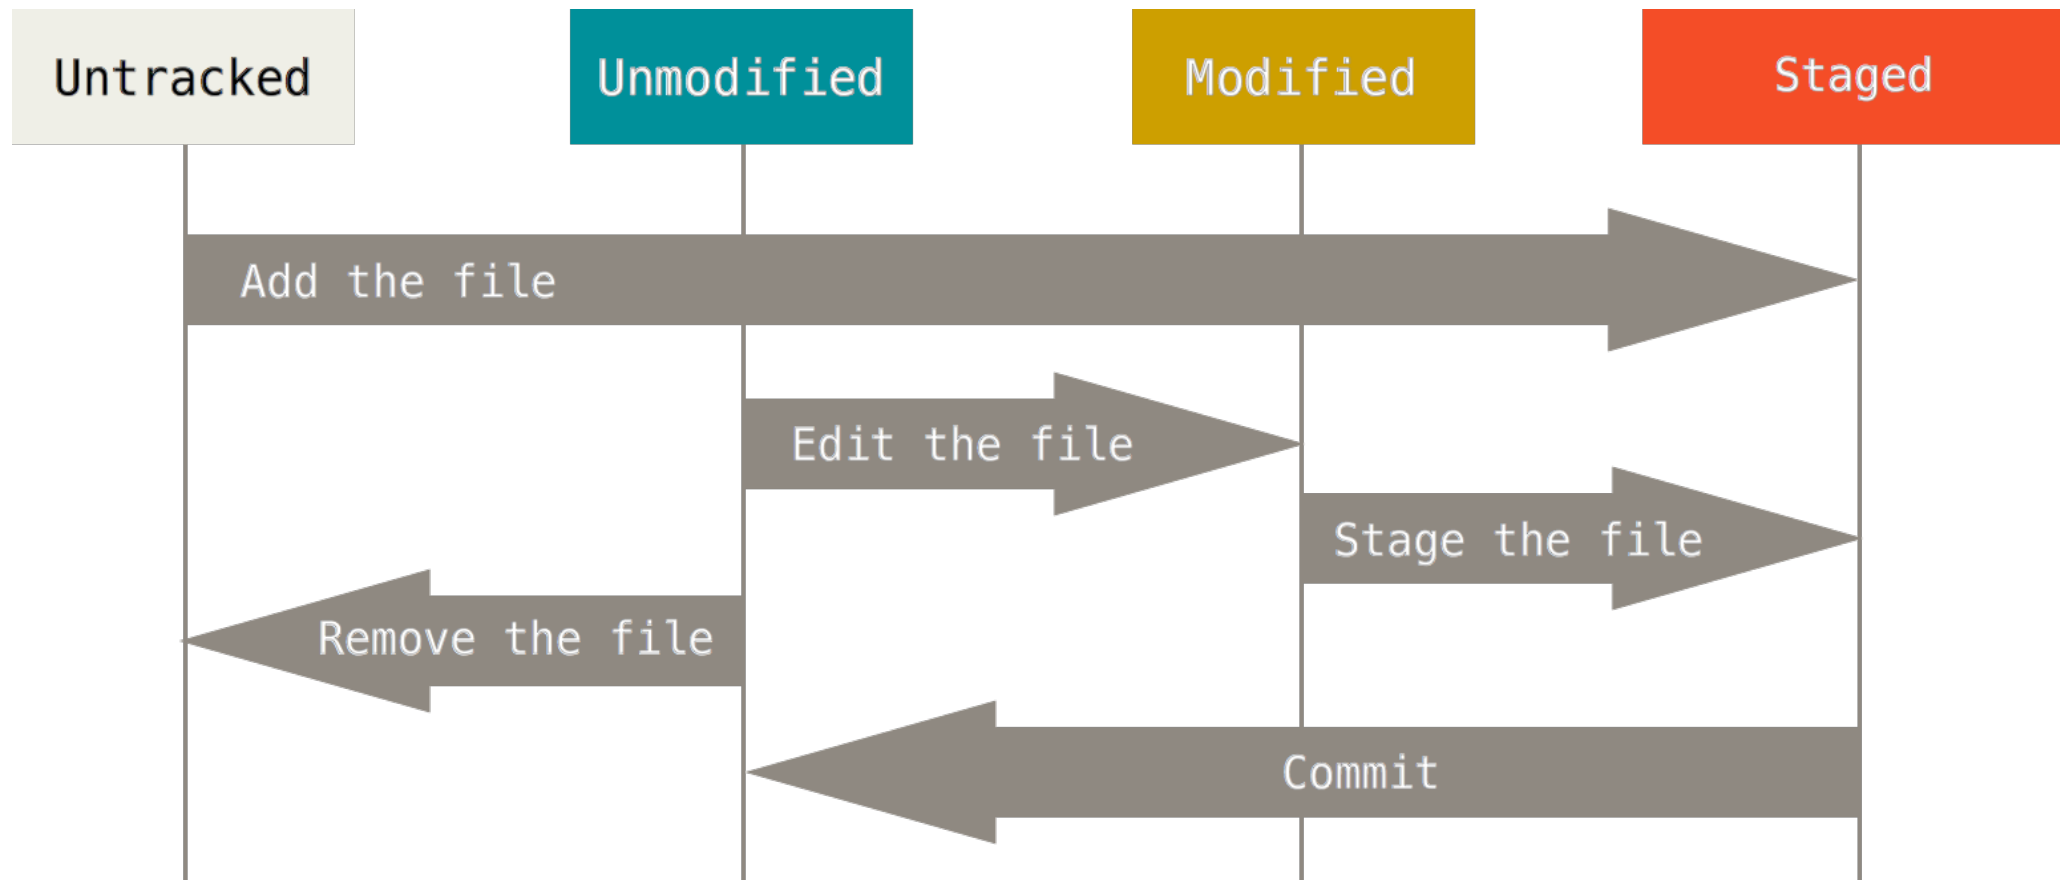 Untracked
Unmodified
Modified
Staged
Add the file
Edit the file
Stage the file
Remove the file
Commit